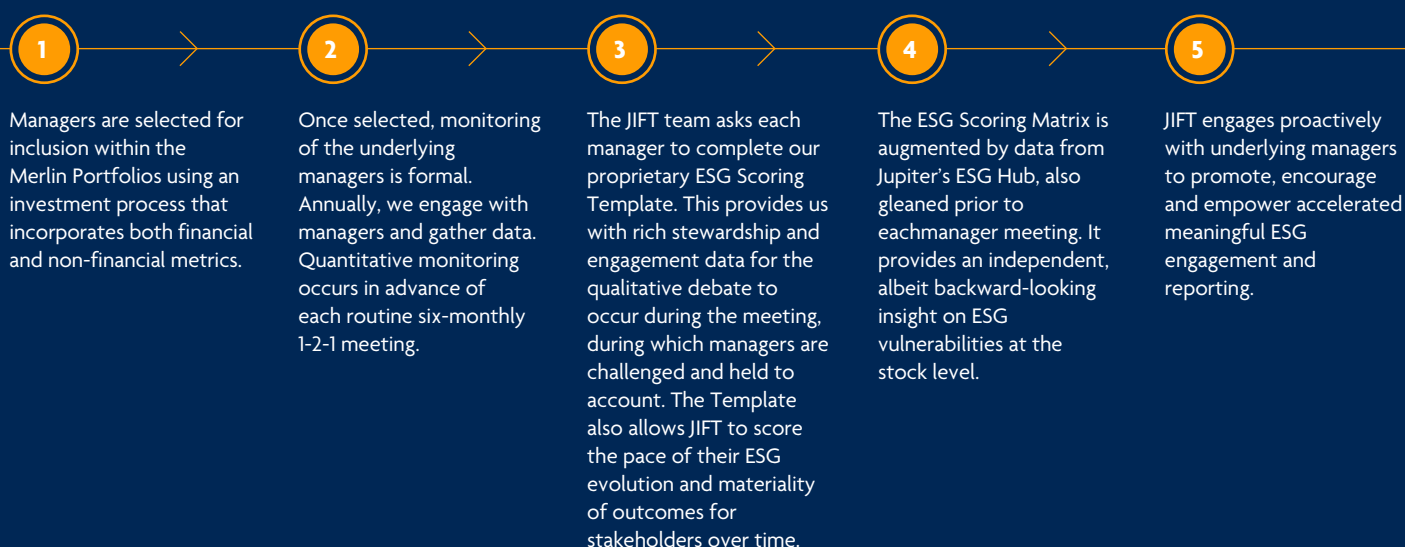 1
Managers are selected for
inclusion within the
Merlin Portfolios using an
investment process that
incorporates both financial
and non-financial metrics.
2
Once selected, monitoring
of the underlying
managers is formal.
Annually, we engage with
managers and gather data.
Quantitative monitoring
occurs in advance of
each routine six-monthly
1-2-1 meeting.
3
The JIFT team asks each
manager to complete our
proprietary ESG Scoring
Template. This provides us
with rich stewardship and
engagement data for the
qualitative debate to
occur during the meeting,
during which managers are
challenged and held to
account. The Template
also allows JIFT to score
the pace of their ESG
evolution and materiality
of outcomes for
stakeholders over time.
4
The ESG Scoring Matrix is
augmented by data from
Jupiter's ESG Hub, also
gleaned prior to
eachmanager meeting. It
provides an independent,
albeit backward-looking
insight on ESG
vulnerabilities at the
stock level.
5
JIFT engages proactively
with underlying managers
to promote, encourage
and empower accelerated
meaningful ESG
engagement and
reporting.